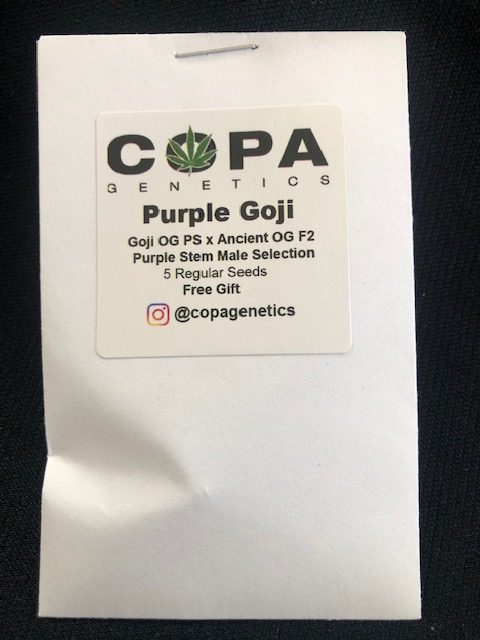 COPA
GENETICS
Purple Goji
Goji OG PS x Ancient OG F2
Purple Stem Male Selection
5 Regular Seeds
Free Gift
@copagenetics